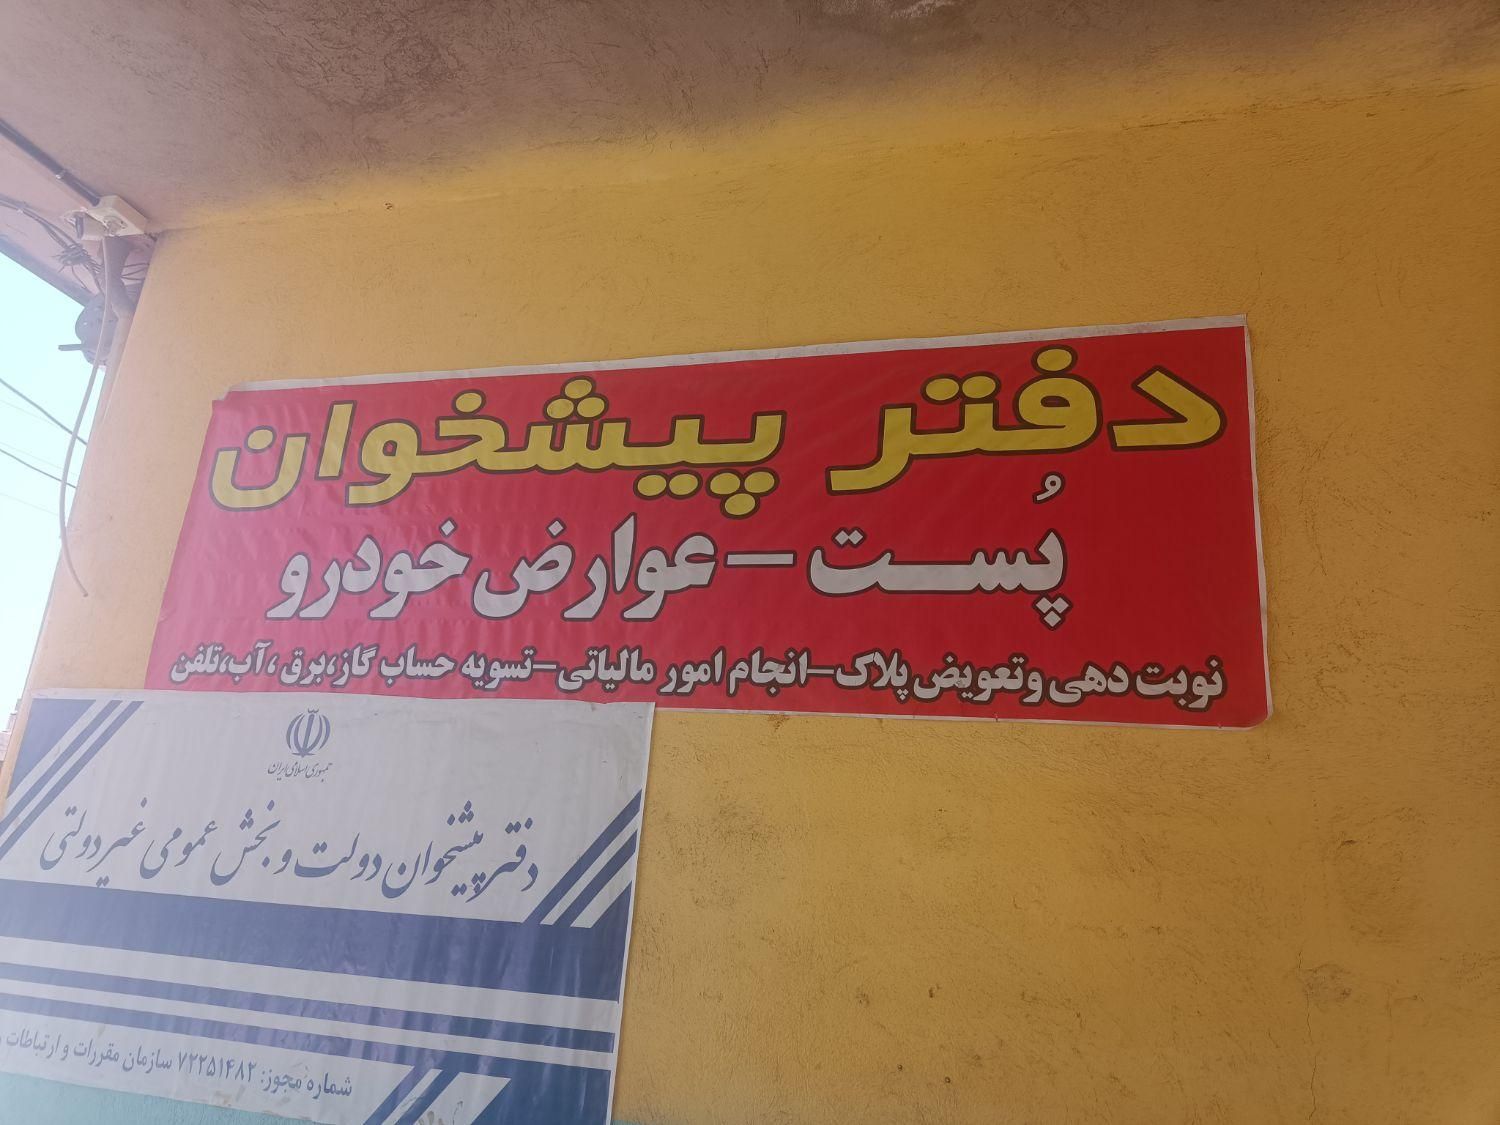 دفتر پیشخوان
پُست - عوارض خودرو
نوبت دهی و تعویض پلاک - انجام امور مالیاتی - تسویه حساب گاز، برق ، آب، تلفن
جمهوری اسلامی ایران
دفتر پیشخوان دولت و بخش عمومی غیر دولتی
شماره مجوز: ۷۲۲۵۱۴۸۲ سازمان مقررات و ارتباطات